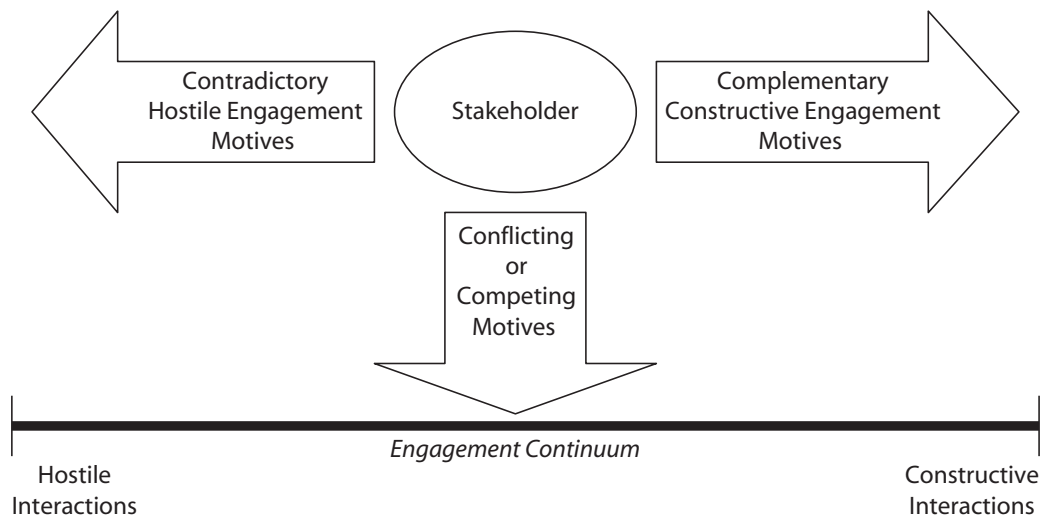 Contradictory
Hostile Engagement
Motives
Stakeholder
Complementary
Constructive Engagement
Motives
Conflicting
or
Competing
Motives
Engagement Continuum
Hostile
Interactions
Constructive
Interactions